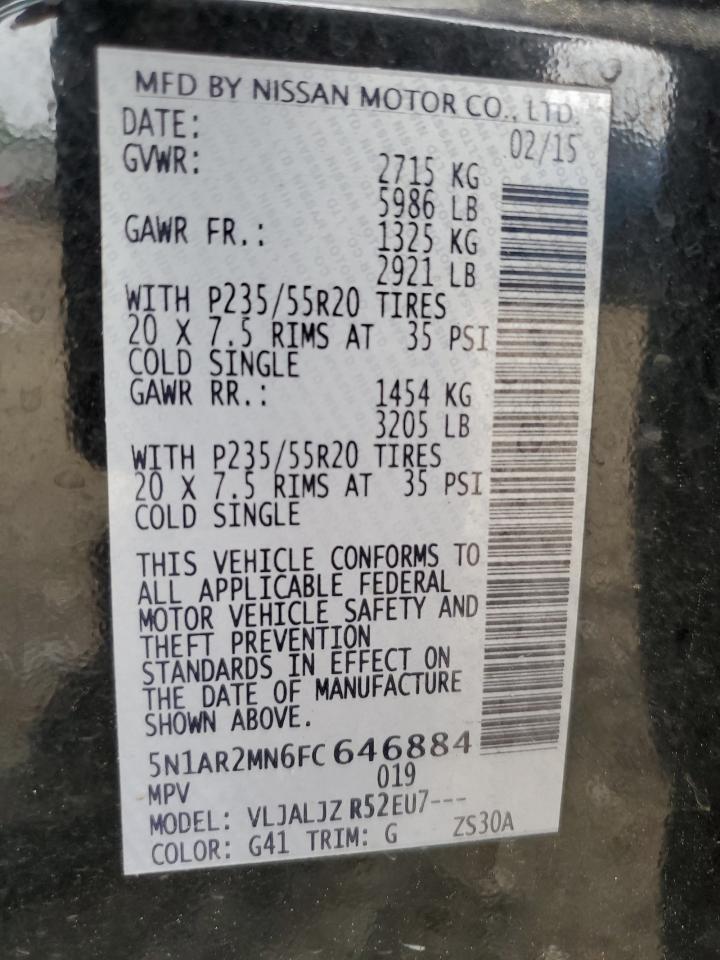 MFD BY NISSAN MOTOR CO., LTD.
DATE: 02/15
GVWR: 2715 KG
5986 LB
GAWR FR.: 1325 KG
2921 LB
WITH P235/55R20 TIRES
20 X 7.5 RIMS AT 35 PSI
COLD SINGLE
GAWR RR.: 1454 KG
3205 LB
WITH P235/55R20 TIRES
20 X 7.5 RIMS AT 35 PSI
COLD SINGLE
THIS VEHICLE CONFORMS TO
ALL APPLICABLE FEDERAL
MOTOR VEHICLE SAFETY AND
THEFT PREVENTION
STANDARDS IN EFFECT ON
THE DATE OF MANUFACTURE
SHOWN ABOVE.
5N1AR2MN6FC 646884
MPV 019
MODEL: VLJALJZ R52EU7---
COLOR: G41 TRIM: G ZS30A